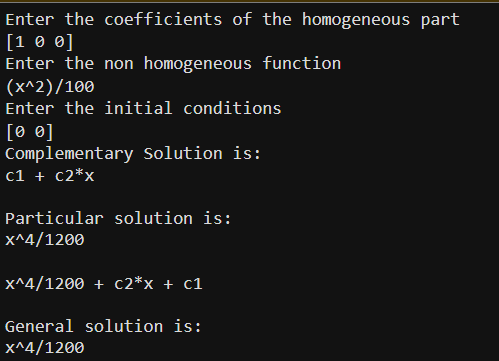 Enter the coefficients of the homogeneous part
[1 0 0]
Enter the non homogeneous function
(x^2)/100
Enter the initial conditions
[0 0]
Complementary Solution is:
c1 + c2*x
Particular solution is:
x^4/1200
x^4/1200 + c2*x + c1
General solution is:
x^4/1200